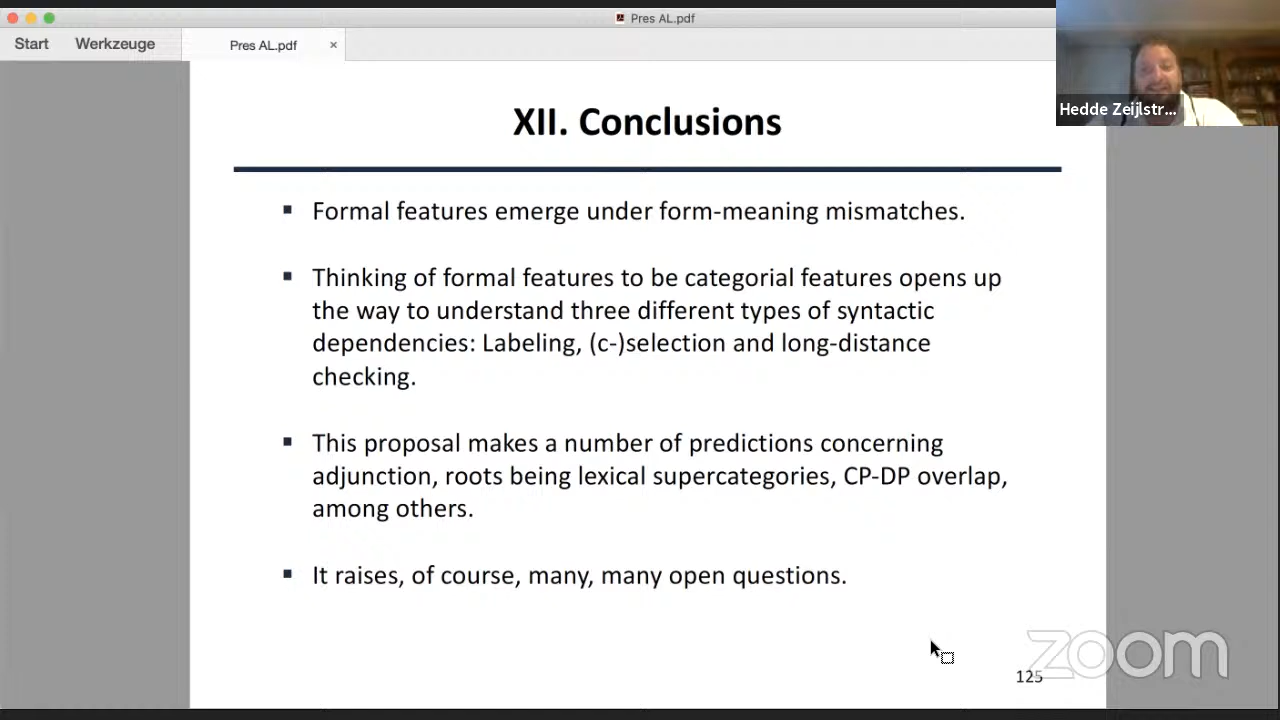 Pres AL.pdf
Start Werkzeuge Pres AL.pdf ×
Hedde Zeijlstr...
XII. Conclusions
▪ Formal features emerge under form-meaning mismatches.
▪ Thinking of formal features to be categorial features opens up
the way to understand three different types of syntactic
dependencies: Labeling, (c-)selection and long-distance
checking.
▪ This proposal makes a number of predictions concerning
adjunction, roots being lexical supercategories, CP-DP overlap,
among others.
▪ It raises, of course, many, many open questions.
zoom
125